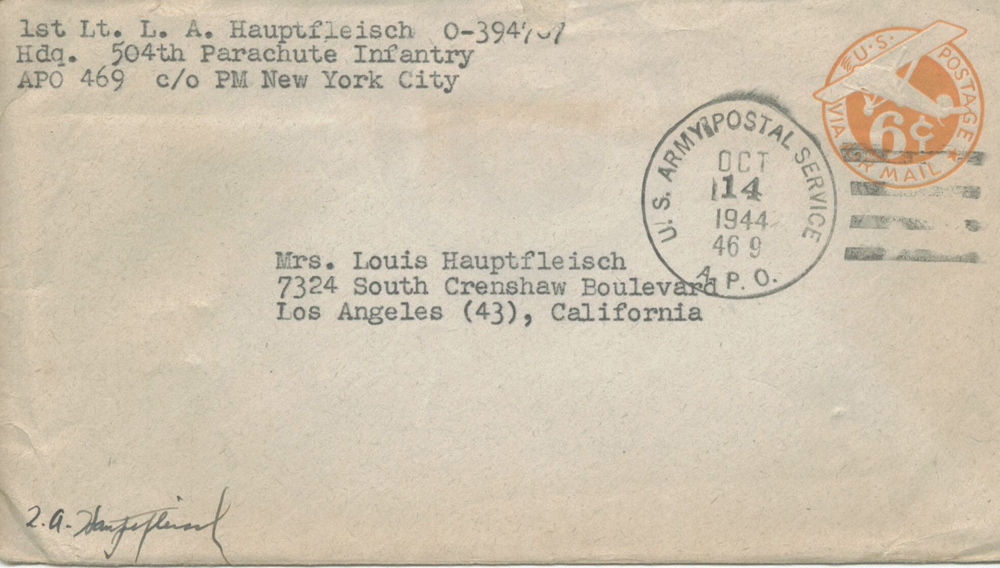 1st Lt. L. A. Hauptfleisch
Hdq. 504th Parachute Infantry
APO 469 c/o PM New York City
U.S. POSTAGE
6¢
VIA AIR MAIL
U. S. ARMY POSTAL SERVICE
OCT
14
1944
469
A.P.O.
Mrs. Louis Hauptfleisch
7324 South Crenshaw Boulevard
Los Angeles (43), California
L. A. Hauptfleisch